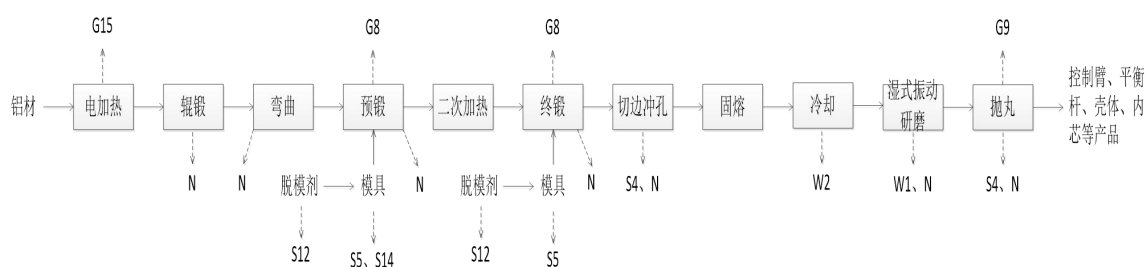 G15
G8
G8
G9
铝材
电加热
辊锻
弯曲
预锻
二次加热
终锻
切边冲孔
固熔
冷却
湿式振动
研磨
抛丸
控制臂、平衡
杆、壳体、内
芯等产品
N
N
脱模剂
模具
N
脱模剂
模具
N
S4、N
W2
W1、N
S4、N
S12
S5、S14
S12
S5